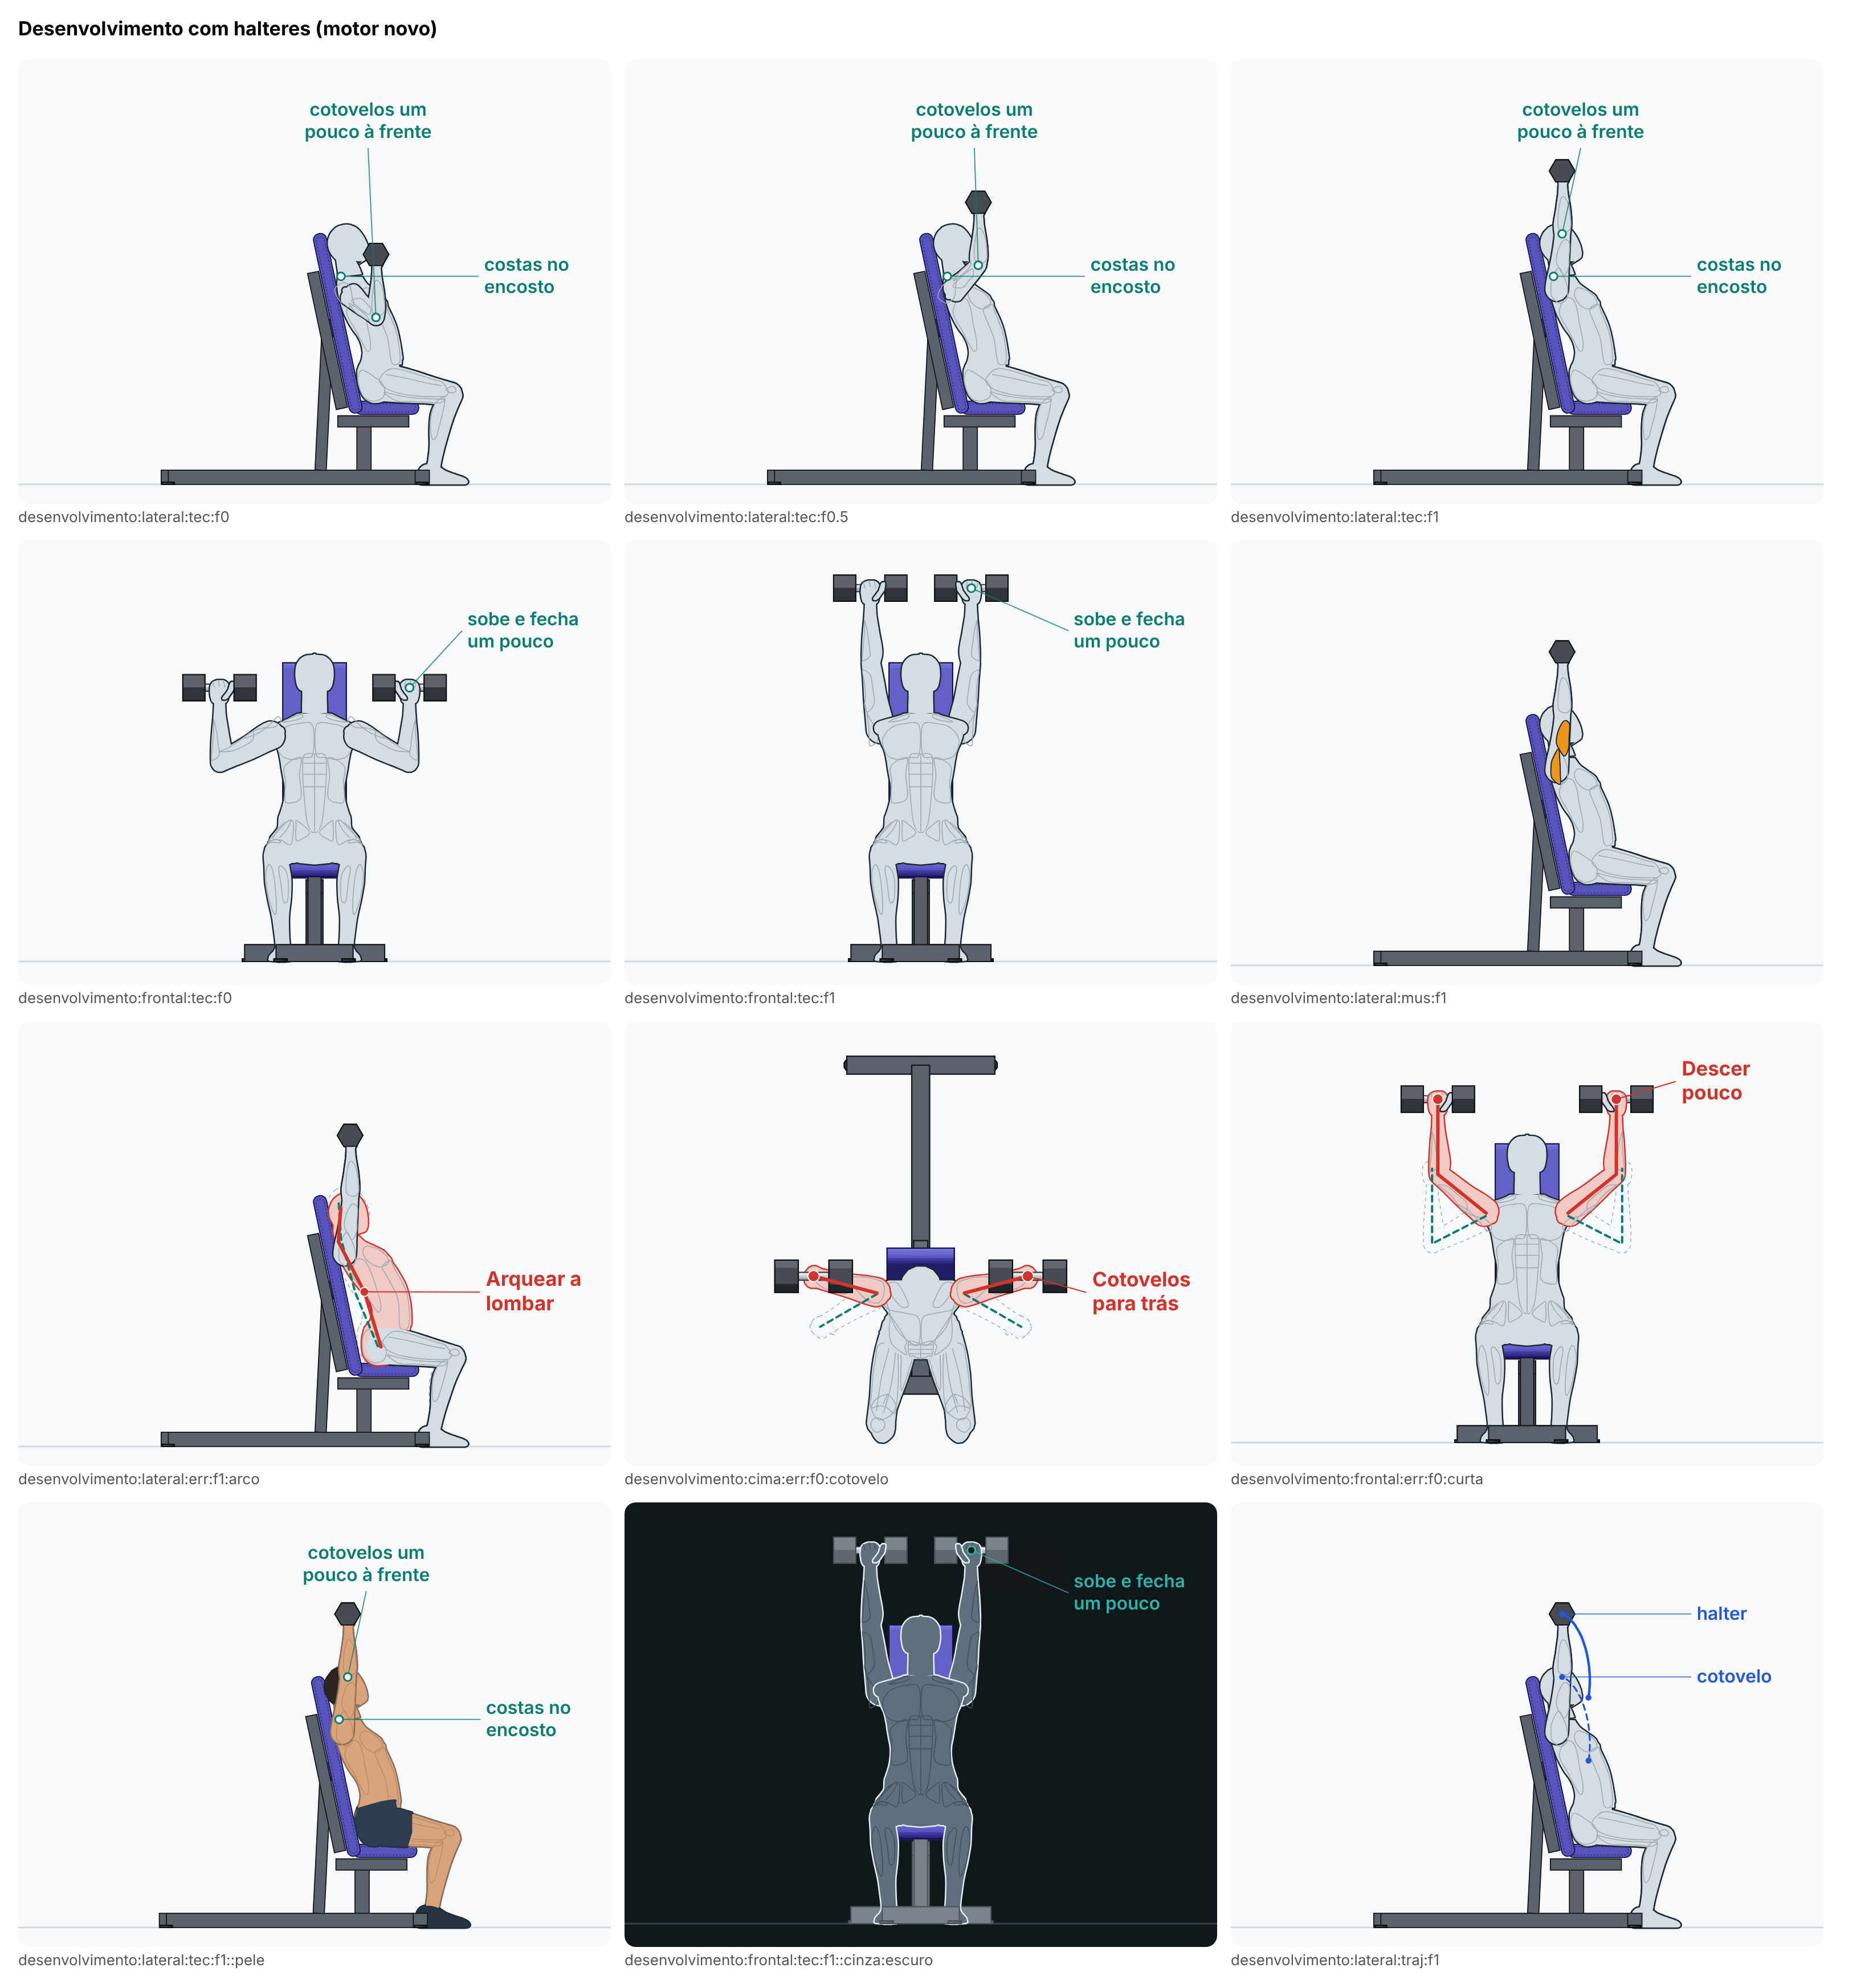 Desenvolvimento com halteres (motor novo)
cotovelos um
pouco à frente
costas no
encosto
desenvolvimento:lateral:tec:f0
cotovelos um
pouco à frente
costas no
encosto
desenvolvimento:lateral:tec:f0.5
cotovelos um
pouco à frente
costas no
encosto
desenvolvimento:lateral:tec:f1
sobe e fecha
um pouco
desenvolvimento:frontal:tec:f0
sobe e fecha
um pouco
desenvolvimento:frontal:tec:f1
desenvolvimento:lateral:mus:f1
Arquear a
lombar
desenvolvimento:lateral:err:f1:arco
Cotovelos
para trás
desenvolvimento:cima:err:f0:cotovelo
Descer
pouco
desenvolvimento:frontal:err:f0:curta
cotovelos um
pouco à frente
costas no
encosto
desenvolvimento:lateral:tec:f1::pele
sobe e fecha
um pouco
desenvolvimento:frontal:tec:f1::cinza:escuro
halter
cotovelo
desenvolvimento:lateral:traj:f1